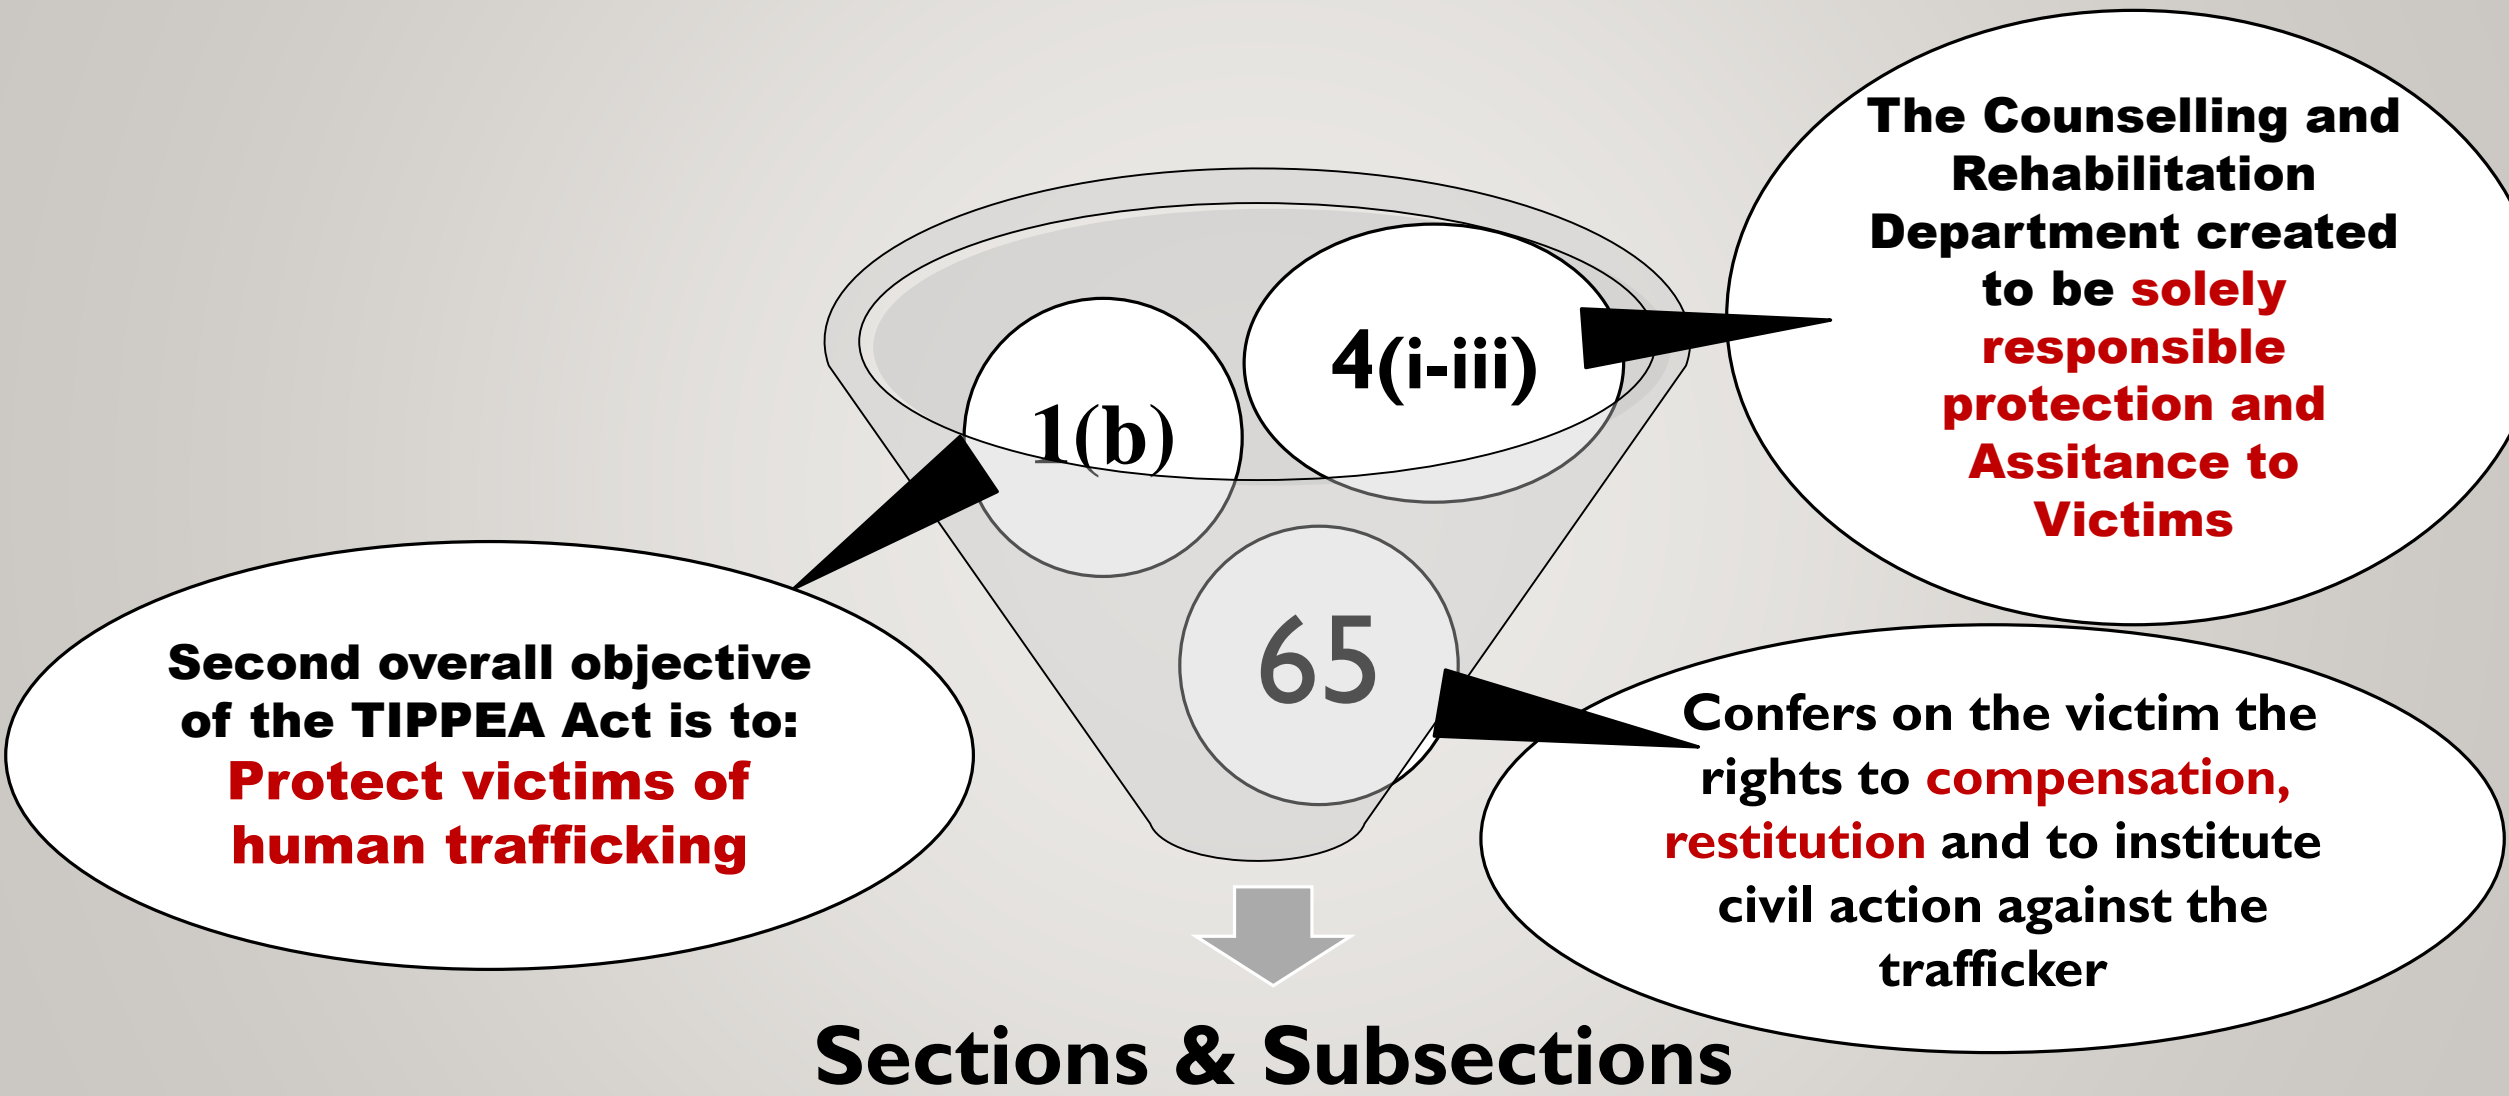 The Counselling and
Rehabilitation
Department created
to be solely
responsible
protection and
Assitance to
Victims
4(i-iii)
1(b)
65
Second overall objective
of the TIPPEA Act is to:
Protect victims of
human trafficking
Confers on the victim the
rights to compensation,
restitution and to institute
civil action against the
trafficker
Sections & Subsections